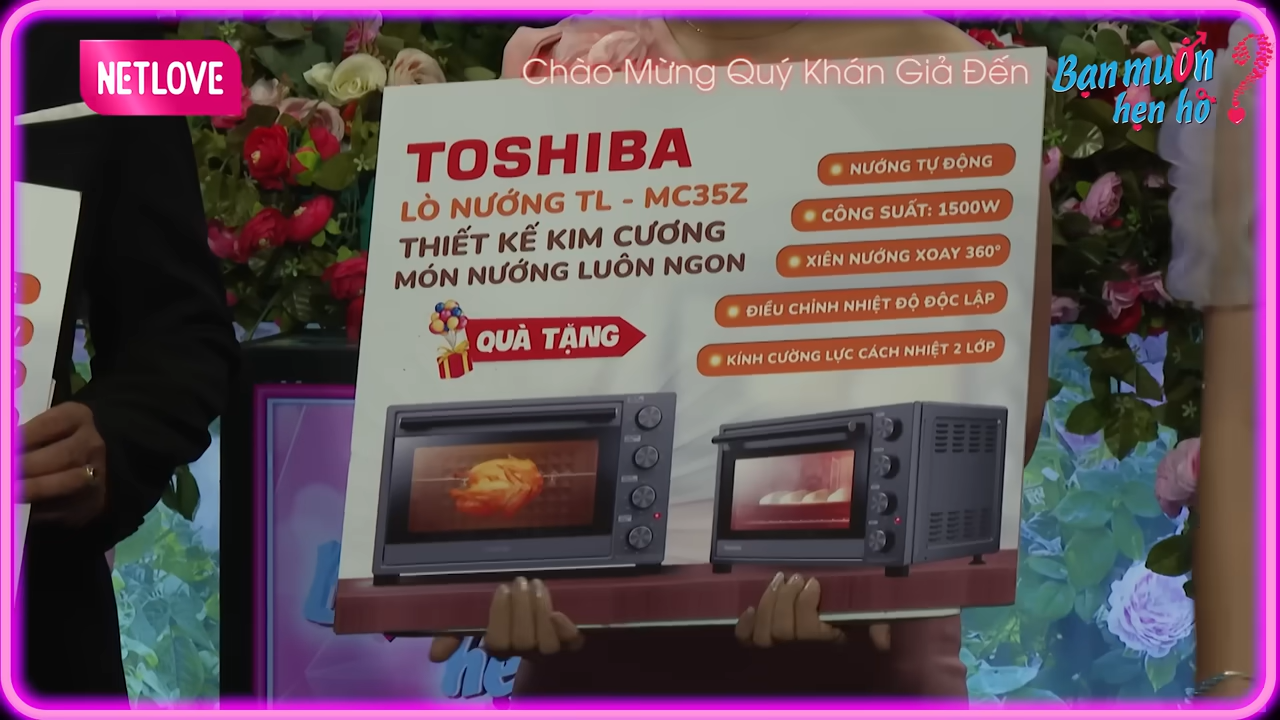 NETLOVE
Chào Mừng Quý Khán Giả Đến
Bạn muốn
hẹn hò
?
TOSHIBA
LÒ NƯỚNG TL - MC35Z
THIẾT KẾ KIM CƯƠNG
MÓN NƯỚNG LUÔN NGON
QUÀ TẶNG
NƯỚNG TỰ ĐỘNG
CÔNG SUẤT: 1500W
XIÊN NƯỚNG XOAY 360°
ĐIỀU CHỈNH NHIỆT ĐỘ ĐỘC LẬP
KÍNH CƯỜNG LỰC CÁCH NHIỆT 2 LỚP